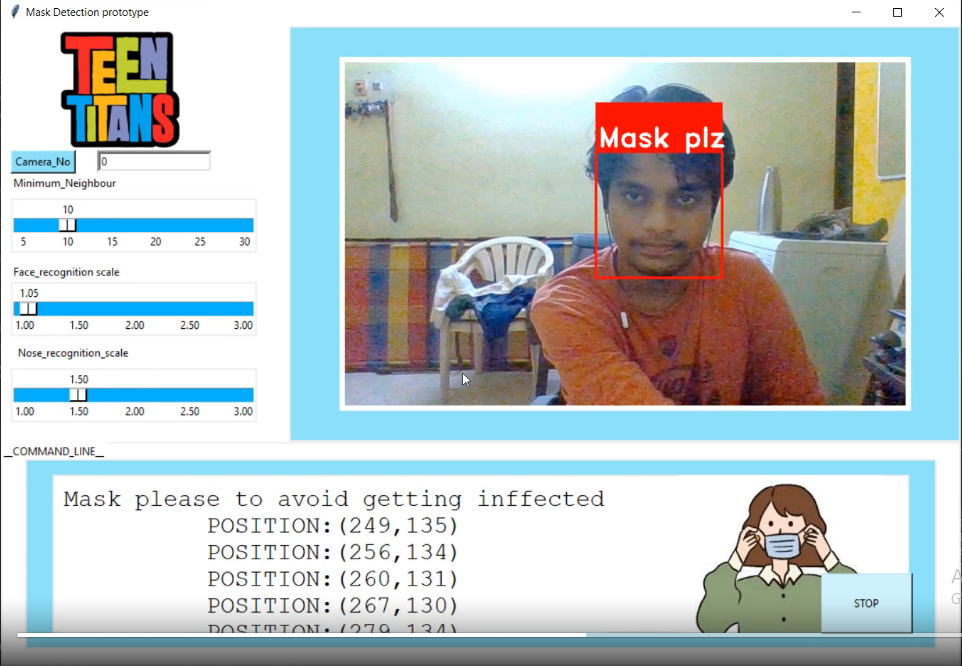 Mask Detection prototype
TEEN
TITANS
Camera_No
0
Minimum_Neighbour
10
5 10 15 20 25 30
Face_recognition scale
1.05
1.00 1.50 2.00 2.50 3.00
Nose_recognition_scale
1.50
1.00 1.50 2.00 2.50 3.00
Mask plz
__COMMAND_LINE__
Mask please to avoid getting inffected
POSITION:(249,135)
POSITION:(256,134)
POSITION:(260,131)
POSITION:(267,130)
POSITION:(279,134)
STOP